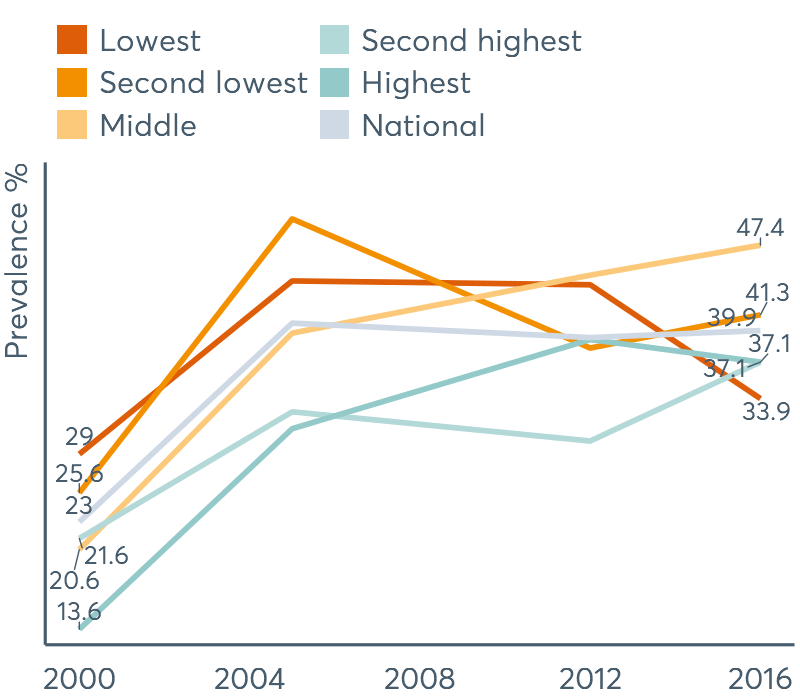 Lowest
Second lowest
Middle
Second highest
Highest
National
Prevalence %
47.4
41.3
39.9
37.1
37.1
33.9
29
25.6
23
21.6
20.6
13.6
2000 2004 2008 2012 2016